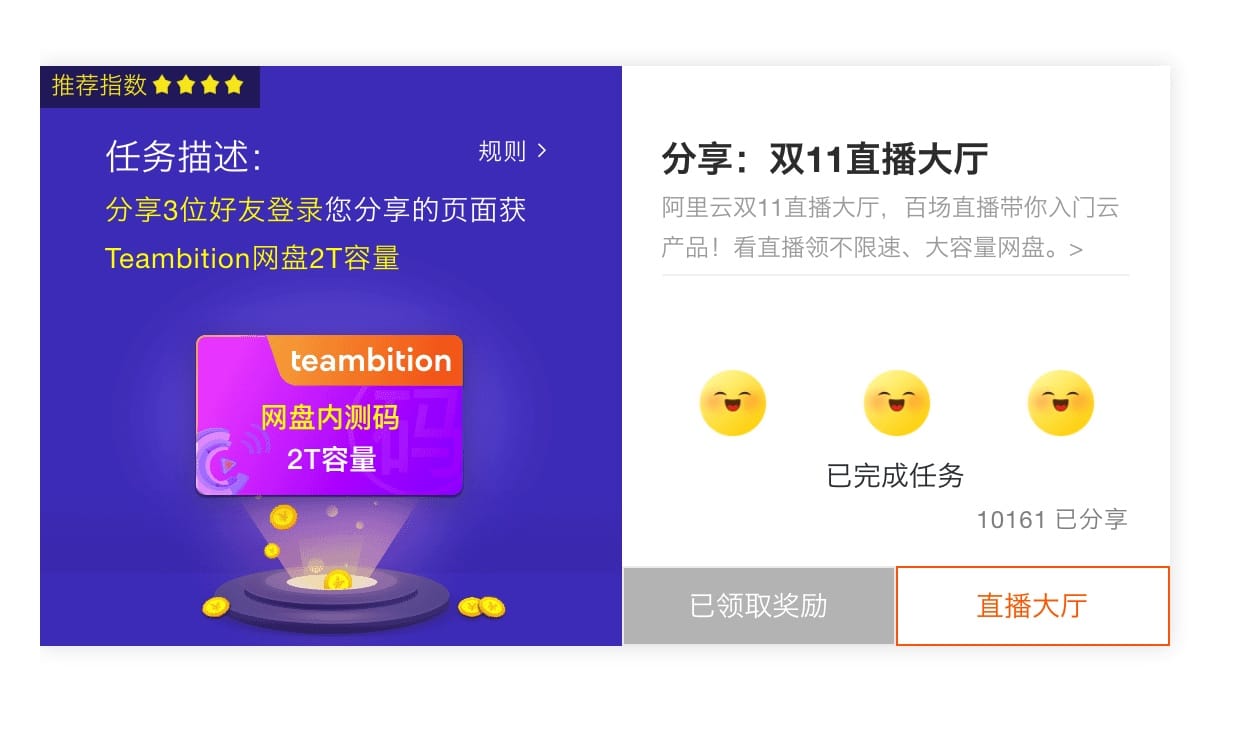 推荐指数
任务描述：
规则 >
分享3位好友登录您分享的页面获
Teambition网盘2T容量
teambition
码
网盘内测码
2T容量
分享：双11直播大厅
阿里云双11直播大厅，百场直播带你入门云
产品！看直播领不限速、大容量网盘。>
已完成任务
10161 已分享
已领取奖励
直播大厅